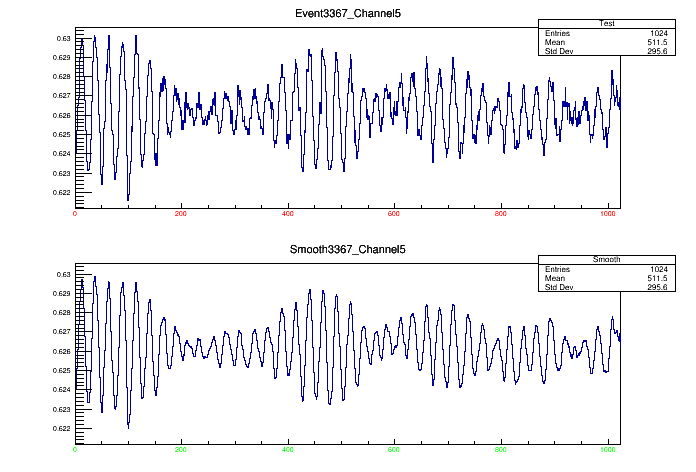 Event3367_Channel5
Test
Entries 1024
Mean 511.5
Std Dev 295.6
0.63
0.629
0.628
0.627
0.626
0.625
0.624
0.623
0.622
0 200 400 600 800 1000
Smooth3367_Channel5
Smooth
Entries 1024
Mean 511.5
Std Dev 295.6
0.63
0.629
0.628
0.627
0.626
0.625
0.624
0.623
0.622
0 200 400 600 800 1000